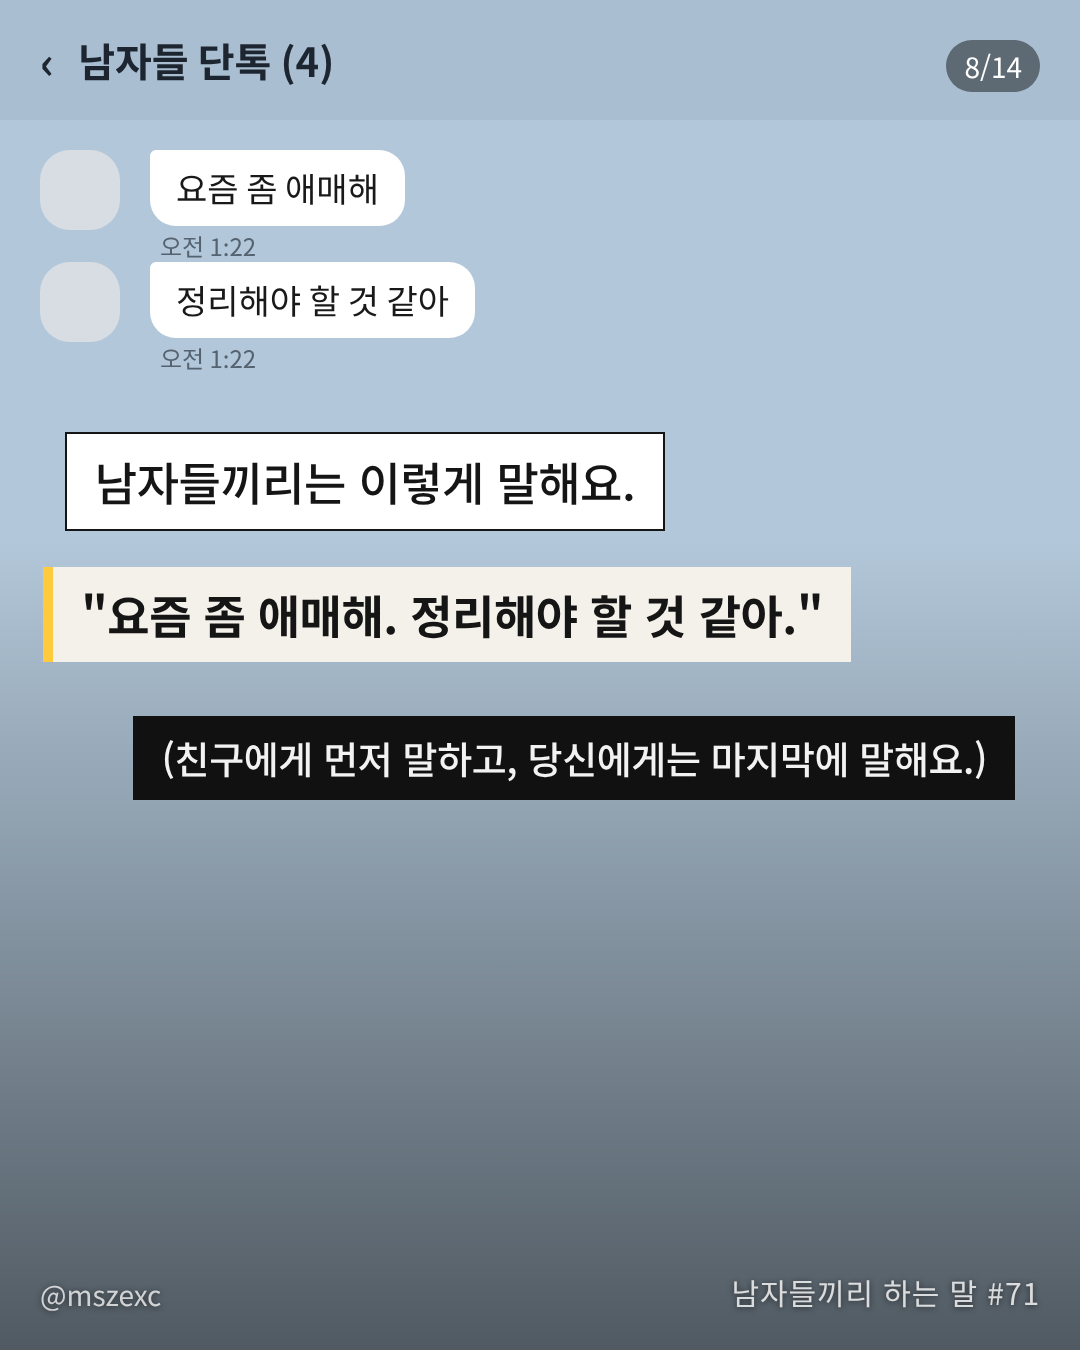 ‹ 남자들 단톡 (4)
8/14
요즘 좀 애매해
오전 1:22
정리해야 할 것 같아
오전 1:22
남자들끼리는 이렇게 말해요.
"요즘 좀 애매해. 정리해야 할 것 같아."
(친구에게 먼저 말하고, 당신에게는 마지막에 말해요.)
@mszexc
남자들끼리 하는 말 #71